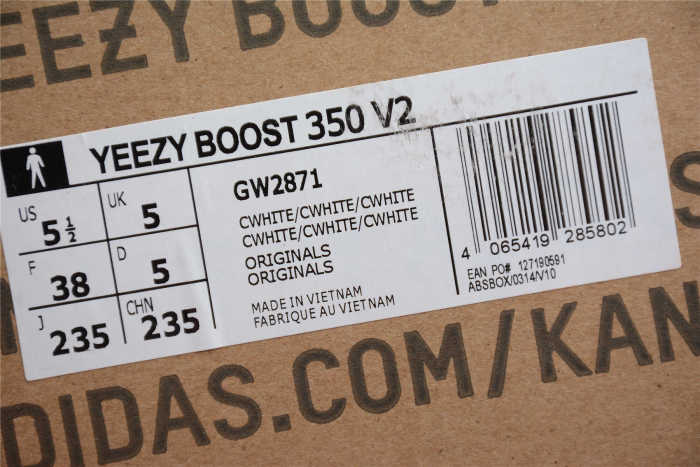 EEZY BOOST
YEEZY BOOST 350 V2
US 5 1/2
UK 5
F 38
D 5
J 235
CHN 235
GW2871
CWHITE/CWHITE/CWHITE
CWHITE/CWHITE/CWHITE
ORIGINALS
ORIGINALS
MADE IN VIETNAM
FABRIQUE AU VIETNAM
4 065419 285802
EAN PO# 127190591
ABSBOX/0314/V10
DIDAS.COM/KAN